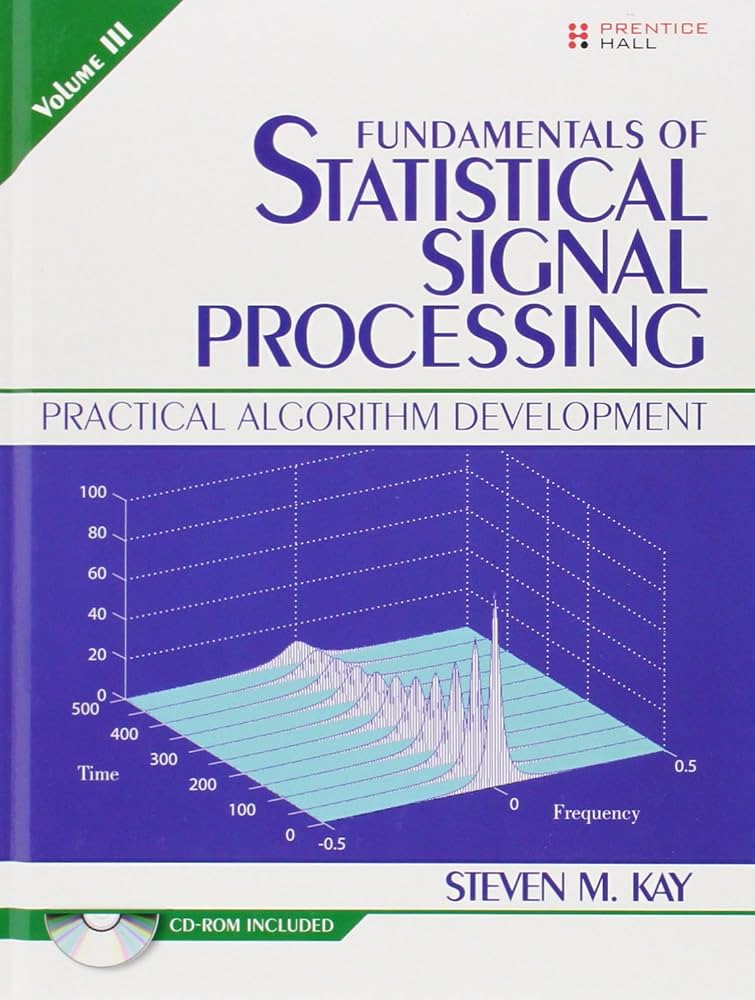 Volume III
PRENTICE
HALL
FUNDAMENTALS OF
STATISTICAL
SIGNAL
PROCESSING
PRACTICAL ALGORITHM DEVELOPMENT
100
80
60
40
20
0
500
400
300
200
100
0
Time
-0.5
0
0.5
Frequency
STEVEN M. KAY
CD-ROM INCLUDED